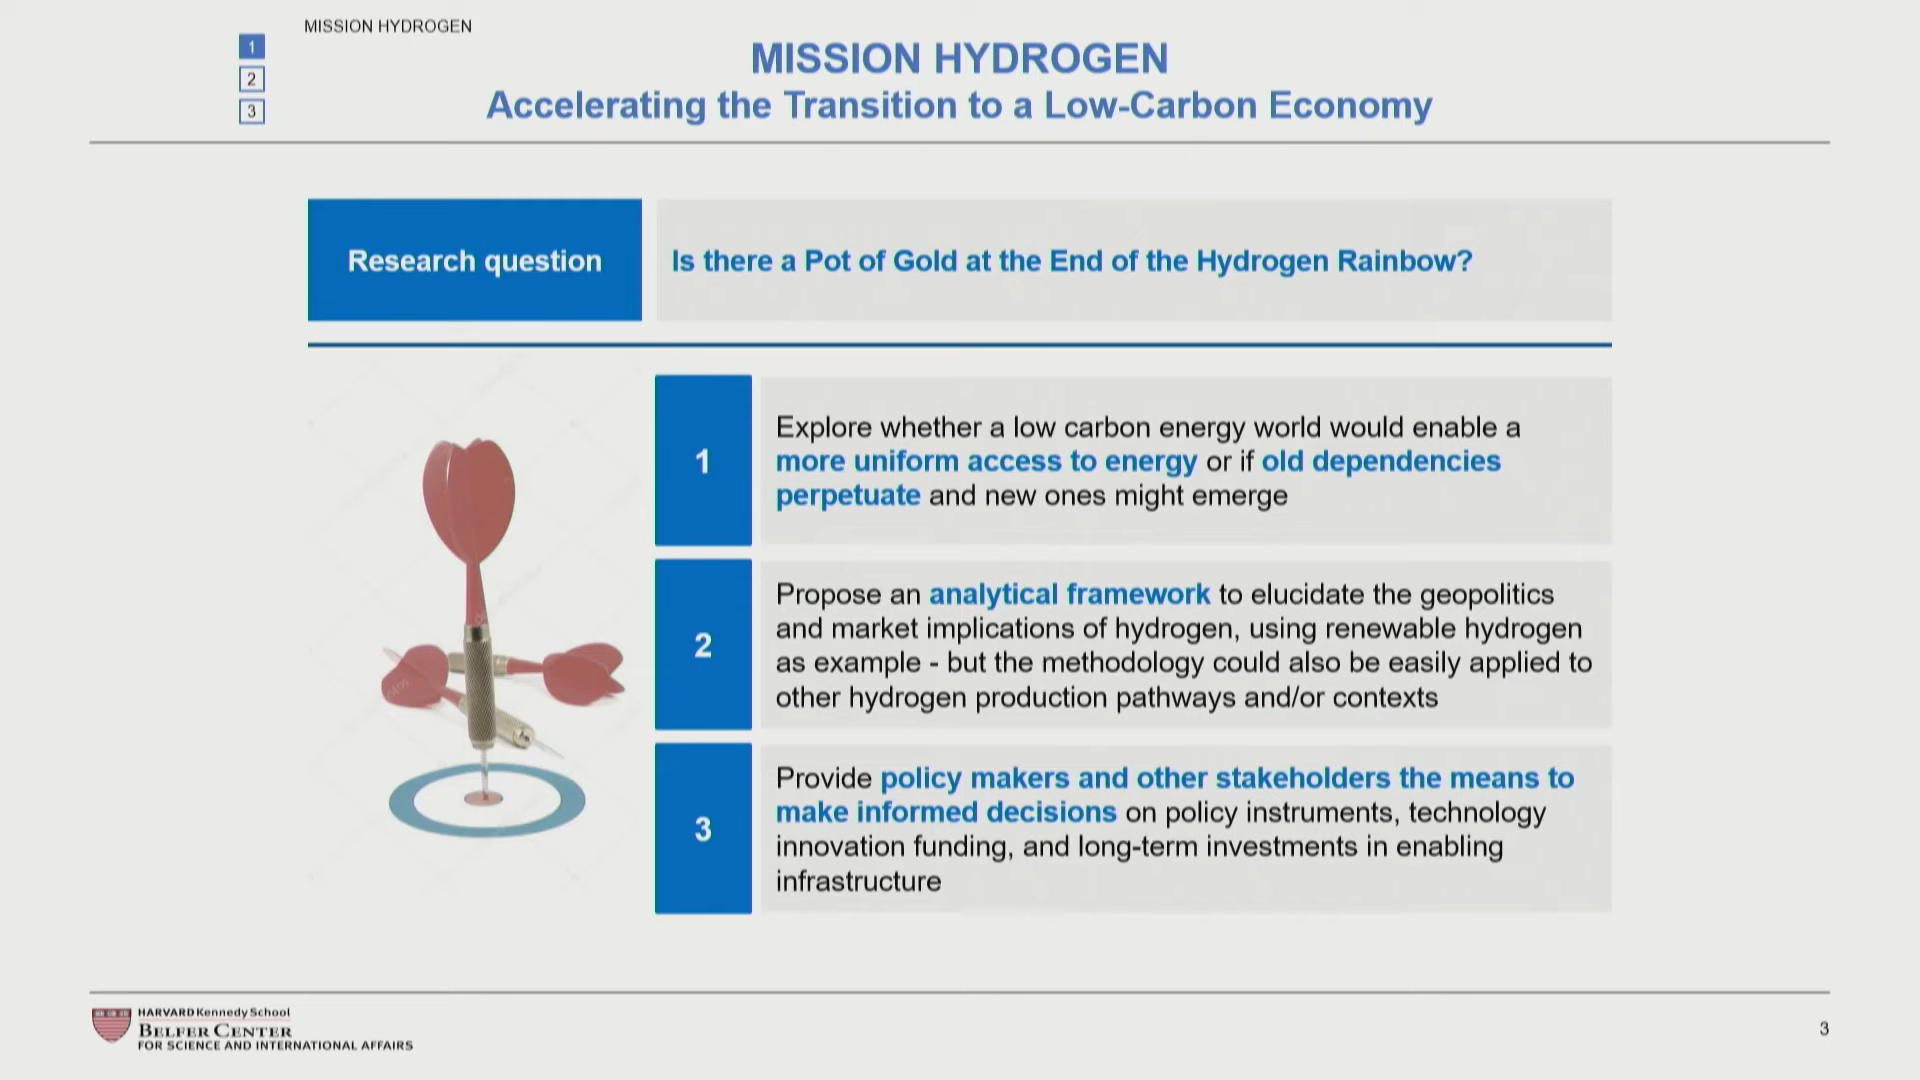 MISSION HYDROGEN
1
2
3
MISSION HYDROGEN
Accelerating the Transition to a Low-Carbon Economy
Research question
Is there a Pot of Gold at the End of the Hydrogen Rainbow?
1
Explore whether a low carbon energy world would enable a
more uniform access to energy or if old dependencies
perpetuate and new ones might emerge
2
Propose an analytical framework to elucidate the geopolitics
and market implications of hydrogen, using renewable hydrogen
as example - but the methodology could also be easily applied to
other hydrogen production pathways and/or contexts
3
Provide policy makers and other stakeholders the means to
make informed decisions on policy instruments, technology
innovation funding, and long-term investments in enabling
infrastructure
HARVARD Kennedy School
BELFER CENTER
FOR SCIENCE AND INTERNATIONAL AFFAIRS
3